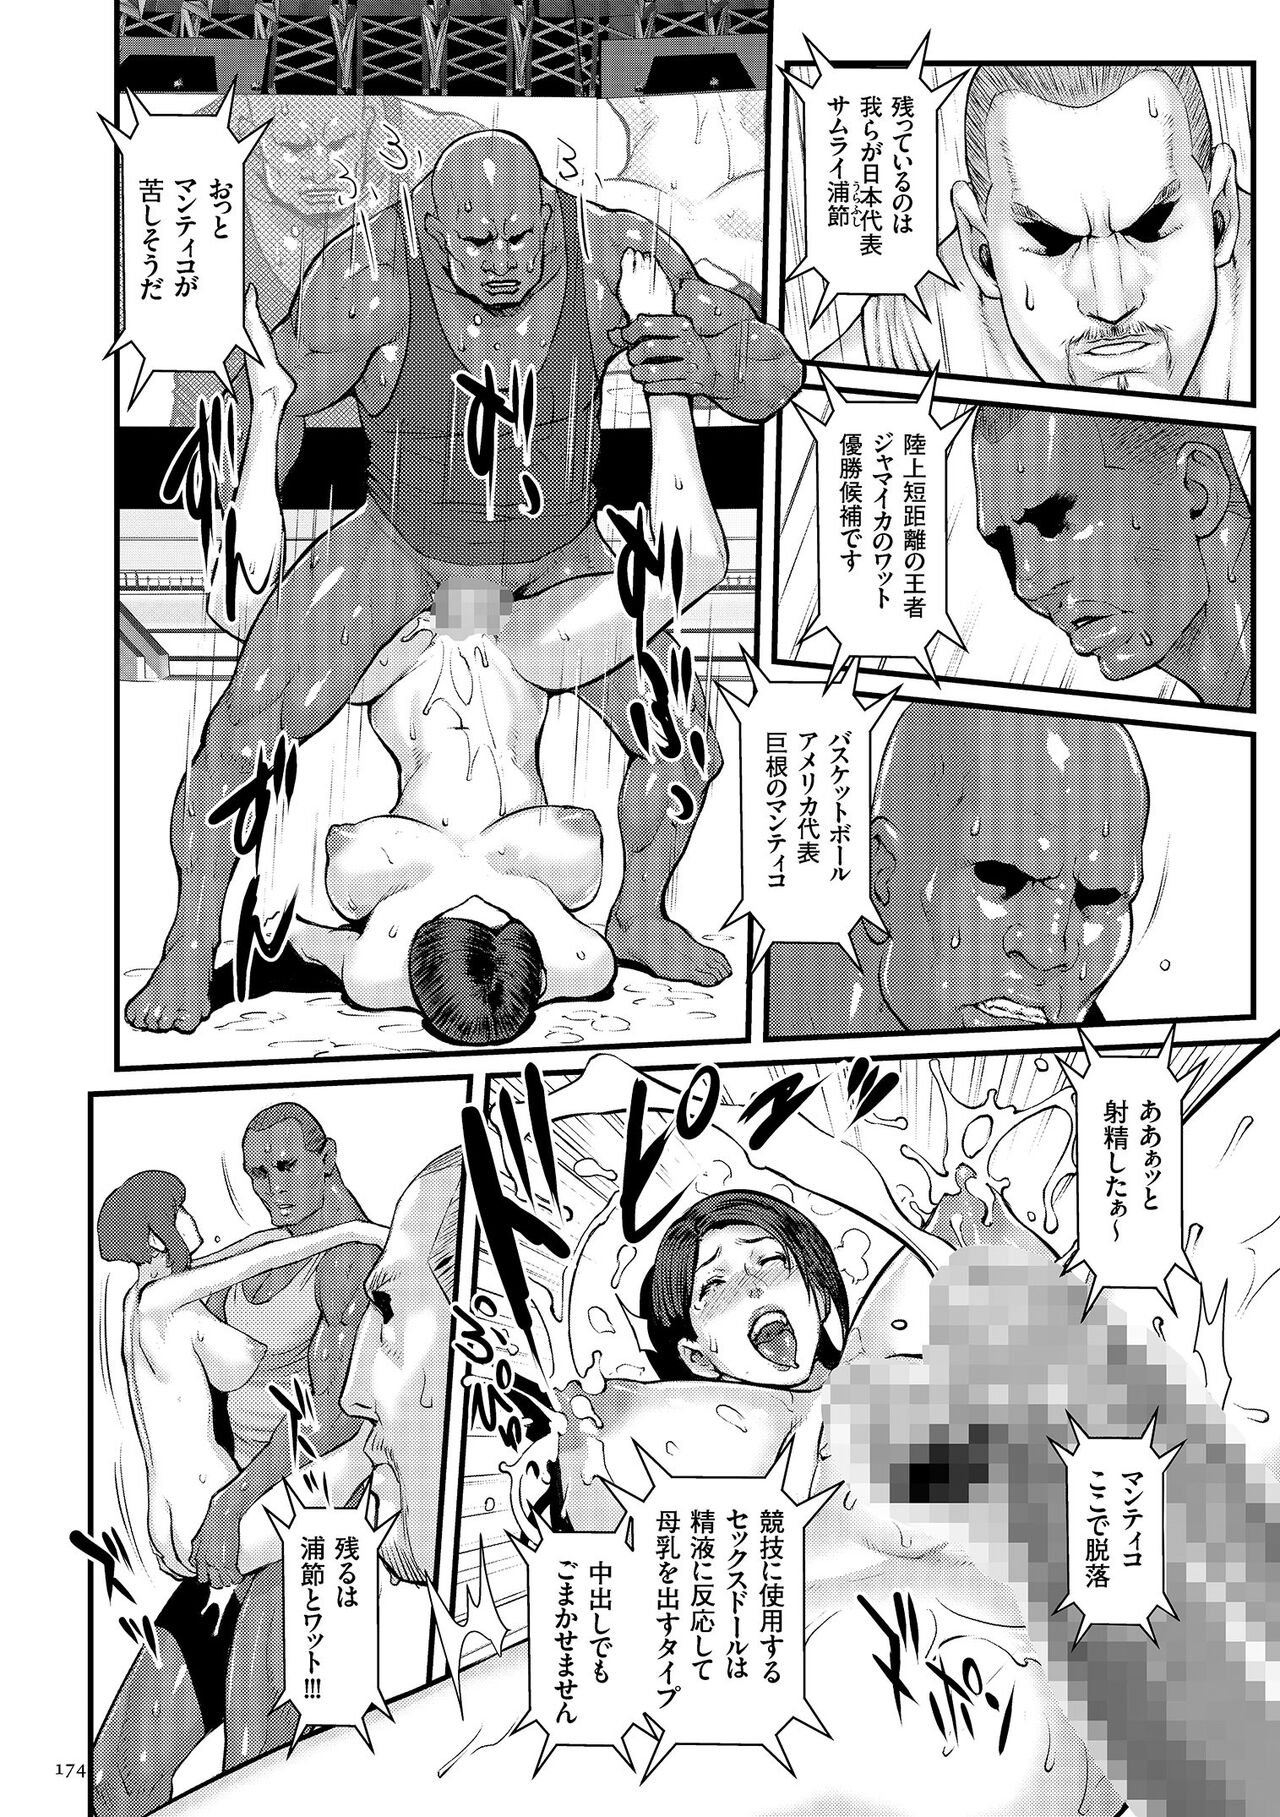 残っているのは
我らが日本代表
サムライ浦節
うらふし
陸上短距離の王者
ジャマイカのワット
優勝候補です
バスケットボール
アメリカ代表
巨根のマンティコ
おっと
マンティコが
苦しそうだ
ああぁッと
射精したぁ～
マンティコ
ここで脱落
競技に使用する
セックスドールは
精液に反応して
母乳を出すタイプ
中出しでも
ごまかせません
残るは
浦節とワット!!!
174